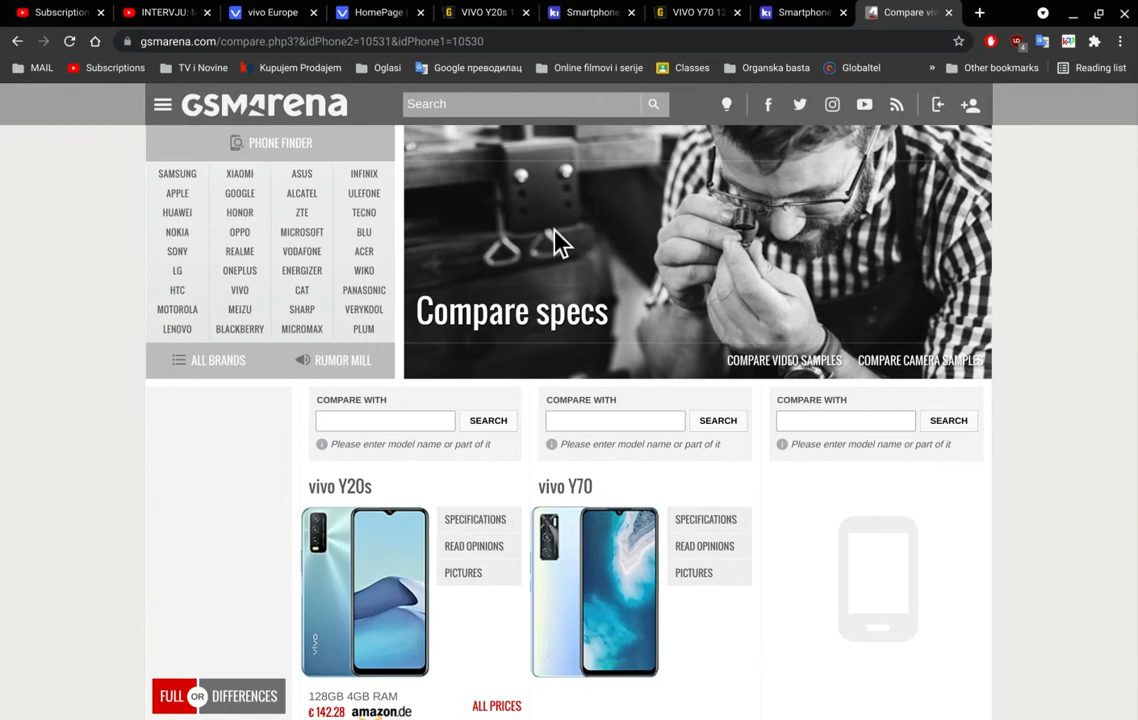 Subscription
INTERVJU: M
vivo Europe
HomePage |
VIVO Y20s 1
Smartphone
VIVO Y70 12
Smartphone
Compare viv
gsmarena.com/compare.php3?&idPhone2=10531&idPhone1=10530
MAIL
Subscriptions
TV i Novine
Kupujem Prodajem
Oglasi
Google преводилац
Online filmovi i serije
Classes
Organska basta
Globaltel
»
Other bookmarks
Reading list
GSMArena
Search
PHONE FINDER
SAMSUNG XIAOMI ASUS INFINIX
APPLE GOOGLE ALCATEL ULEFONE
HUAWEI HONOR ZTE TECNO
NOKIA OPPO MICROSOFT BLU
SONY REALME VODAFONE ACER
LG ONEPLUS ENERGIZER WIKO
HTC VIVO CAT PANASONIC
MOTOROLA MEIZU SHARP VERYKOOL
LENOVO BLACKBERRY MICROMAX PLUM
ALL BRANDS RUMOR MILL
Compare specs
COMPARE VIDEO SAMPLES COMPARE CAMERA SAMPLES
COMPARE WITH COMPARE WITH COMPARE WITH
SEARCH SEARCH SEARCH
Please enter model name or part of it Please enter model name or part of it Please enter model name or part of it
vivo Y20s vivo Y70
SPECIFICATIONS SPECIFICATIONS
READ OPINIONS READ OPINIONS
PICTURES PICTURES
vivo
FULL OR DIFFERENCES
128GB 4GB RAM
€ 142.28 amazon.de ALL PRICES